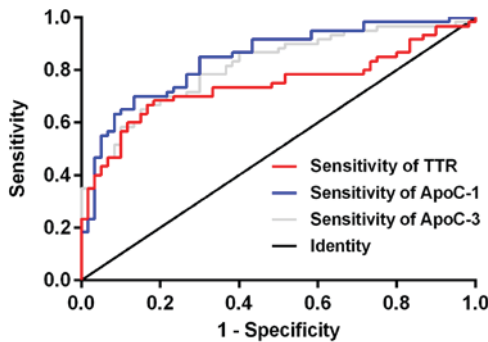 1.0
0.8
0.6
0.4
0.2
0.0
Sensitivity
Sensitivity of TTR
Sensitivity of ApoC-1
Sensitivity of ApoC-3
Identity
0.0 0.2 0.4 0.6 0.8 1.0
1 - Specificity